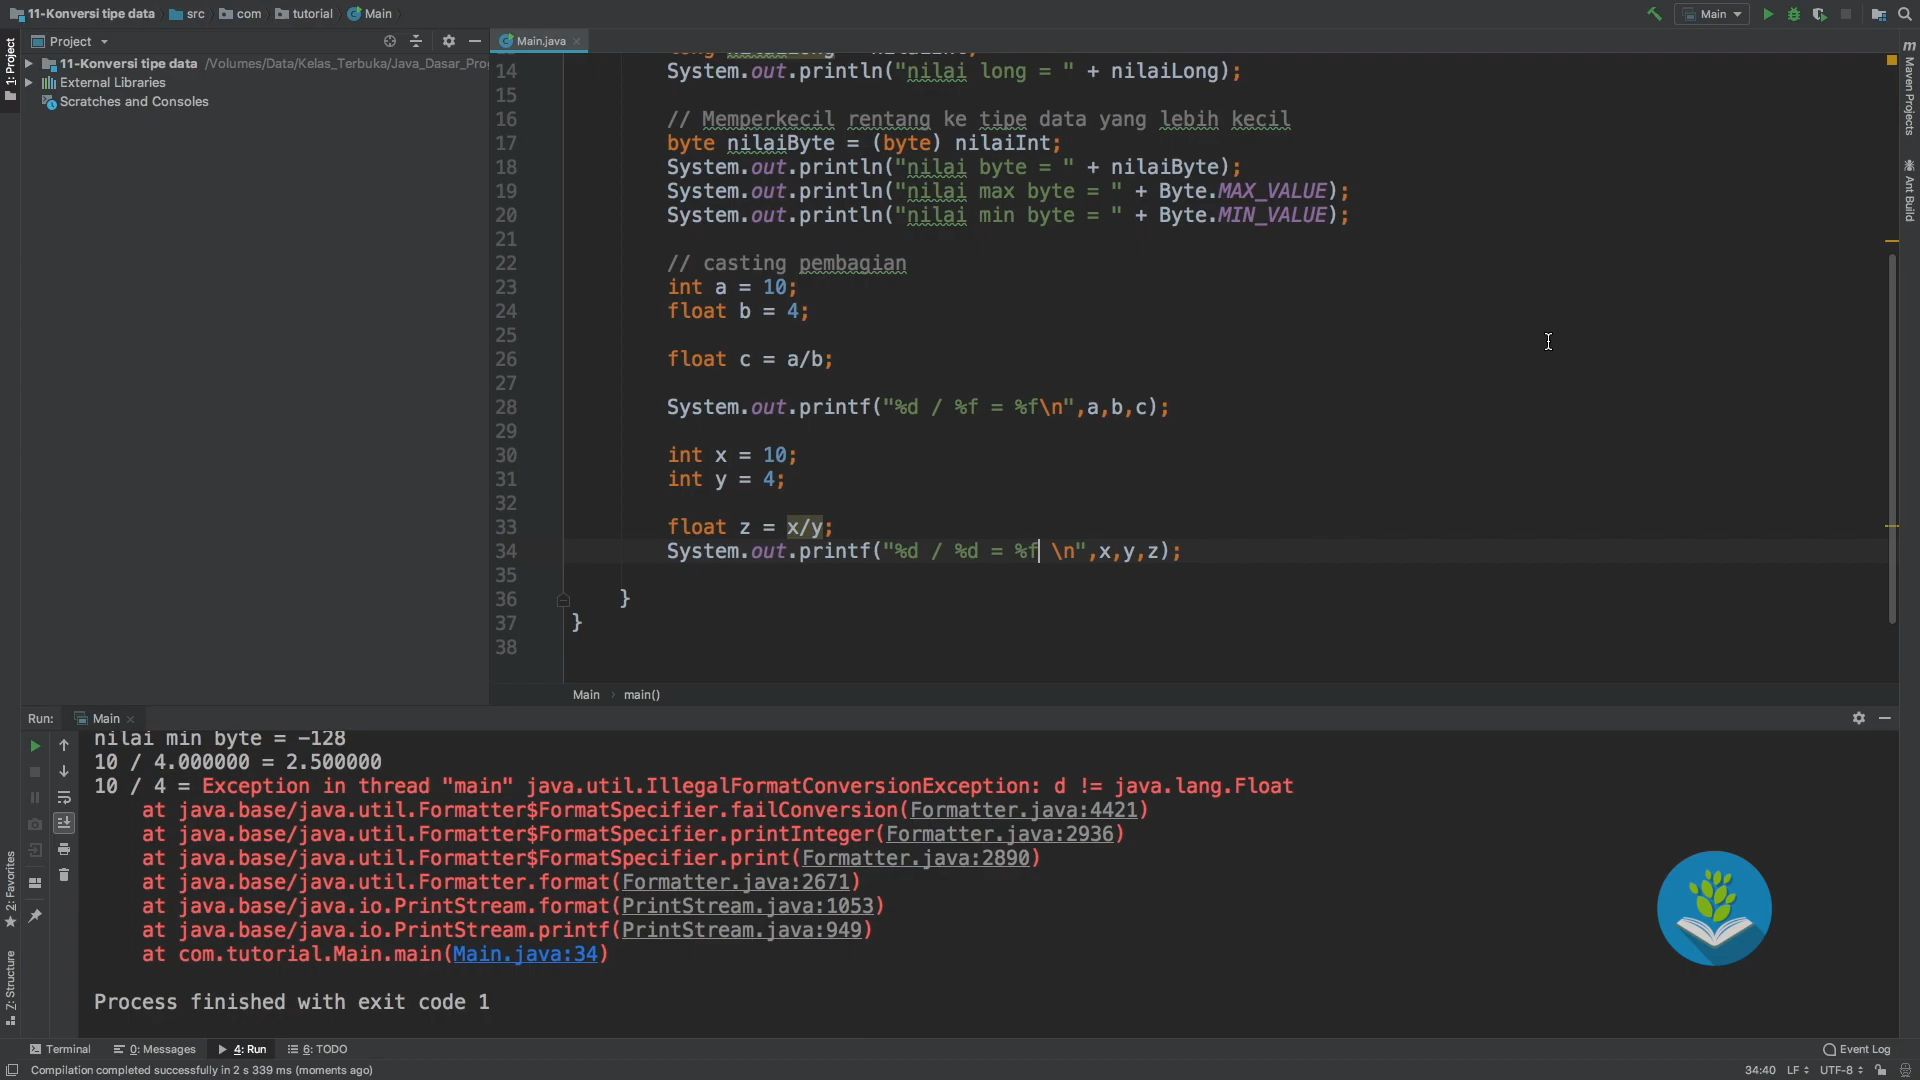 11-Konversi tipe data src com tutorial Main
Main
Project
Main.java
1: Project
11-Konversi tipe data /Volumes/Data/Kelas_Terbuka/Java_Dasar_Pro
External Libraries
Scratches and Consoles
14 System.out.println("nilai long = " + nilaiLong);
15
16 // Memperkecil rentang ke tipe data yang lebih kecil
17 byte nilaiByte = (byte) nilaiInt;
18 System.out.println("nilai byte = " + nilaiByte);
19 System.out.println("nilai max byte = " + Byte.MAX_VALUE);
20 System.out.println("nilai min byte = " + Byte.MIN_VALUE);
21
22 // casting pembagian
23 int a = 10;
24 float b = 4;
25
26 float c = a/b;
27
28 System.out.printf("%d / %f = %f\n",a,b,c);
29
30 int x = 10;
31 int y = 4;
32
33 float z = x/y;
34 System.out.printf("%d / %d = %f \n",x,y,z);
35
36 }
37 }
38
Main main()
m Maven Projects
Ant Build
Run: Main
nilai min byte = -128
10 / 4.000000 = 2.500000
10 / 4 = Exception in thread "main" java.util.IllegalFormatConversionException: d != java.lang.Float
at java.base/java.util.Formatter$FormatSpecifier.failConversion(Formatter.java:4421)
at java.base/java.util.Formatter$FormatSpecifier.printInteger(Formatter.java:2936)
at java.base/java.util.Formatter$FormatSpecifier.print(Formatter.java:2890)
at java.base/java.util.Formatter.format(Formatter.java:2671)
at java.base/java.io.PrintStream.format(PrintStream.java:1053)
at java.base/java.io.PrintStream.printf(PrintStream.java:949)
at com.tutorial.Main.main(Main.java:34)
Process finished with exit code 1
2: Favorites
Z: Structure
Terminal 0: Messages 4: Run 6: TODO
Event Log
Compilation completed successfully in 2 s 339 ms (moments ago)
34:40 LF UTF-8